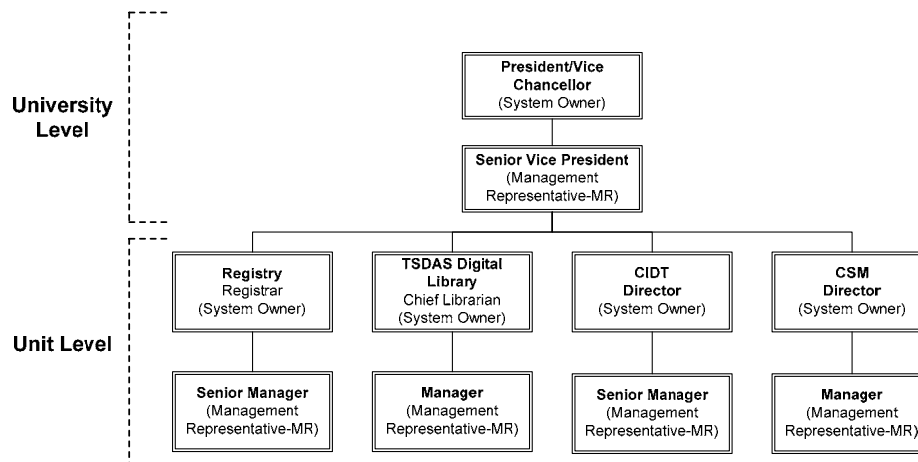 University
Level
President/Vice
Chancellor
(System Owner)
Senior Vice President
(Management
Representative-MR)
Unit Level
Registry
Registrar
(System Owner)
TSDAS Digital
Library
Chief Librarian
(System Owner)
CIDT
Director
(System Owner)
CSM
Director
(System Owner)
Senior Manager
(Management
Representative-MR)
Manager
(Management
Representative-MR)
Senior Manager
(Management
Representative-MR)
Manager
(Management
Representative-MR)